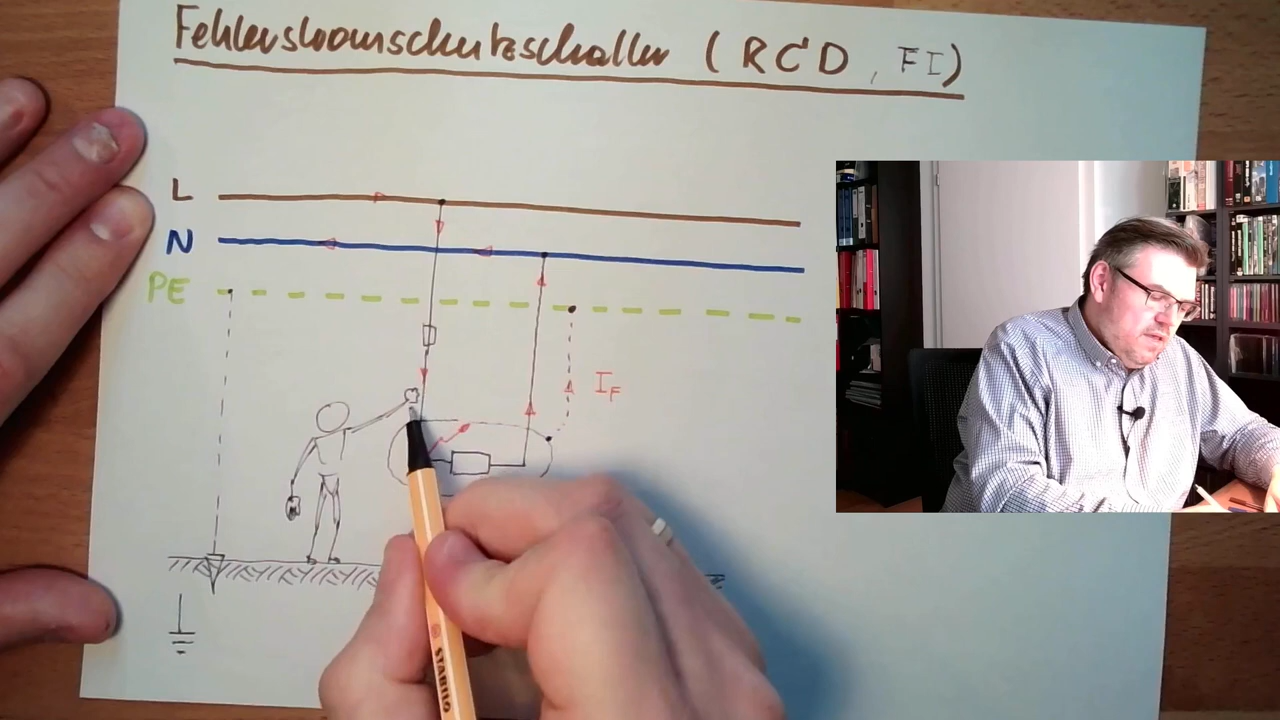 Fehlerstromschutzschalter (RCD, FI)
L
N
PE
I_F
STABILO